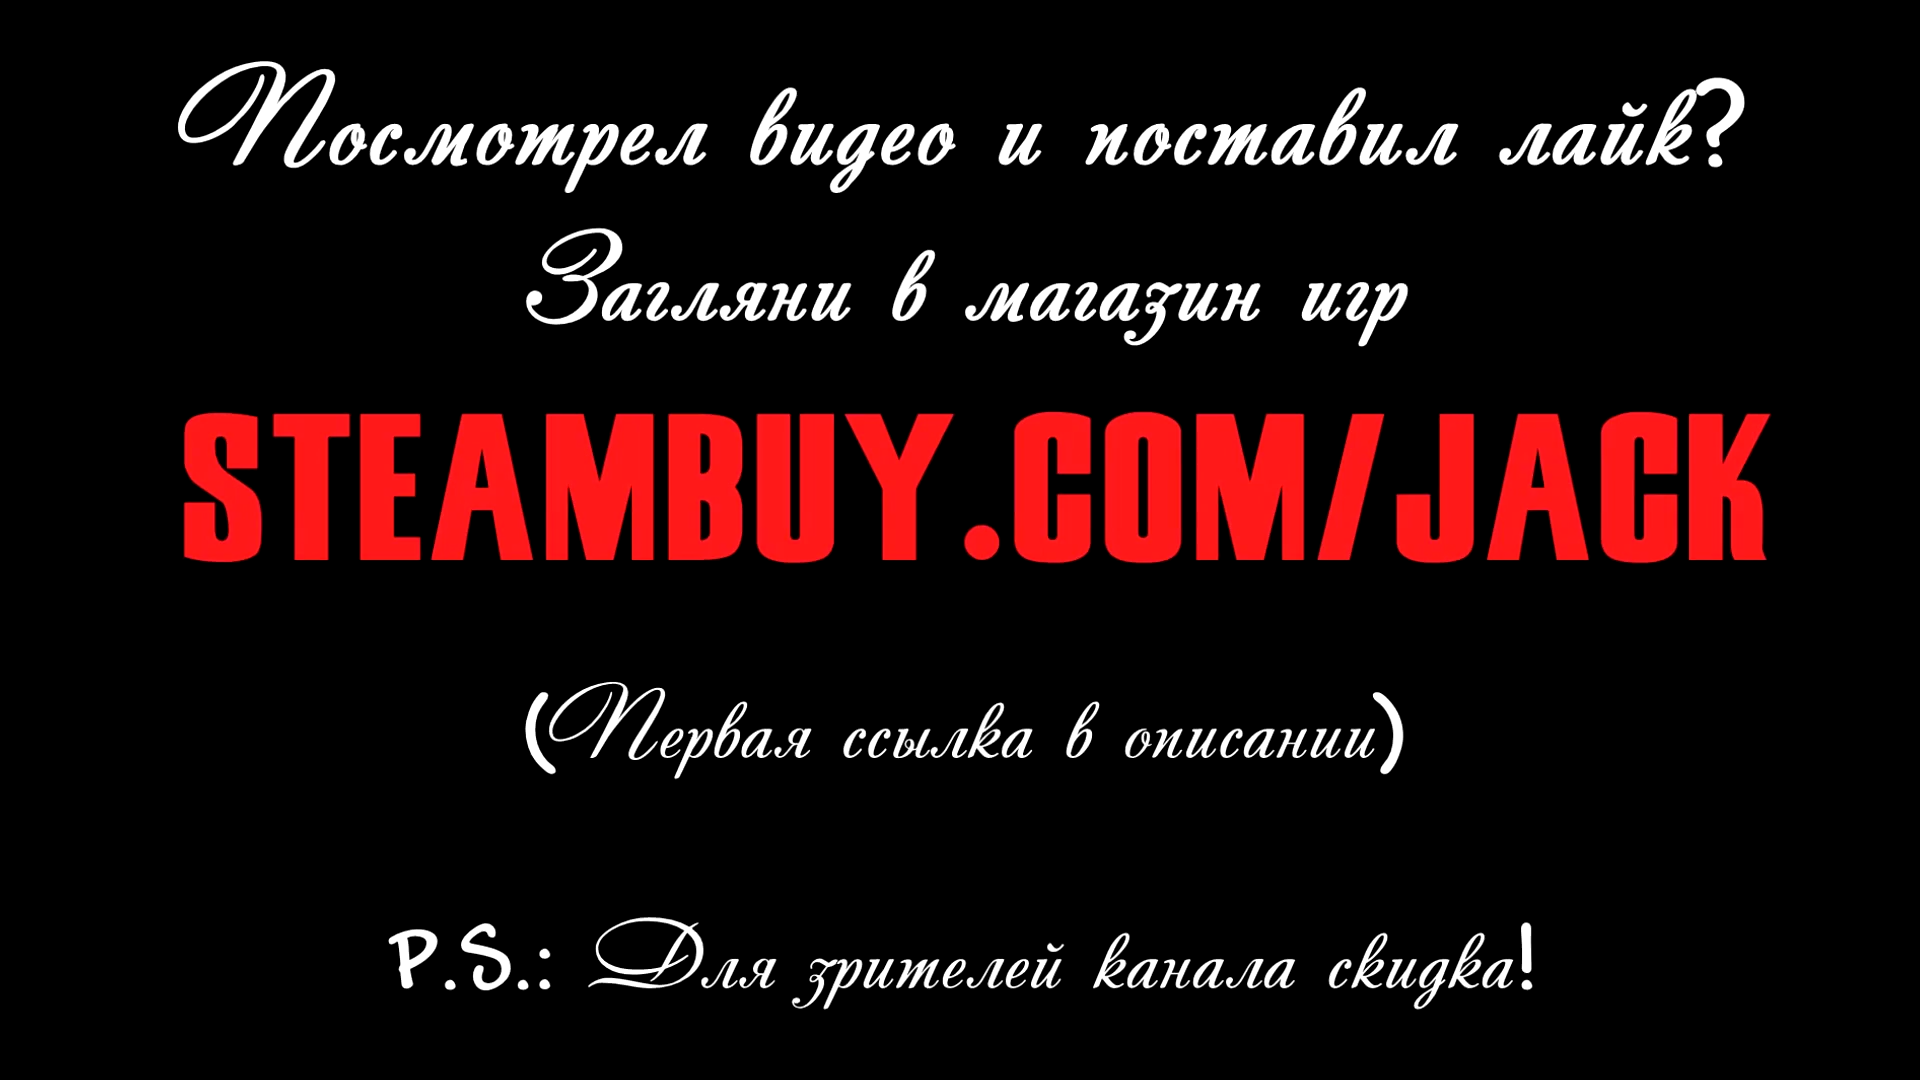 Посмотрел видео и поставил лайк?
Загляни в магазин игр
STEAMBUY.COM/JACK
(Первая ссылка в описании)
P.S.: Для зрителей канала скидка!